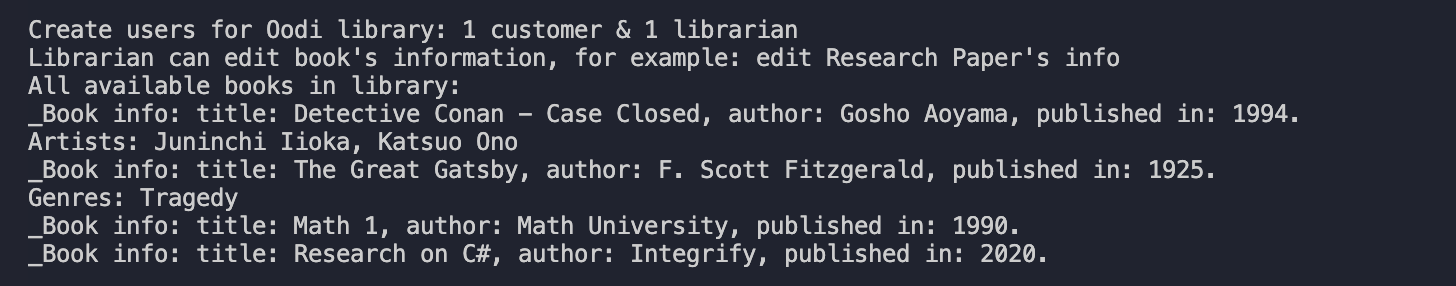 Create users for Oodi library: 1 customer & 1 librarian
Librarian can edit book's information, for example: edit Research Paper's info
All available books in library:
_Book info: title: Detective Conan – Case Closed, author: Gosho Aoyama, published in: 1994.
Artists: Juninchi Iioka, Katsuo Ono
_Book info: title: The Great Gatsby, author: F. Scott Fitzgerald, published in: 1925.
Genres: Tragedy
_Book info: title: Math 1, author: Math University, published in: 1990.
_Book info: title: Research on C#, author: Integrify, published in: 2020.